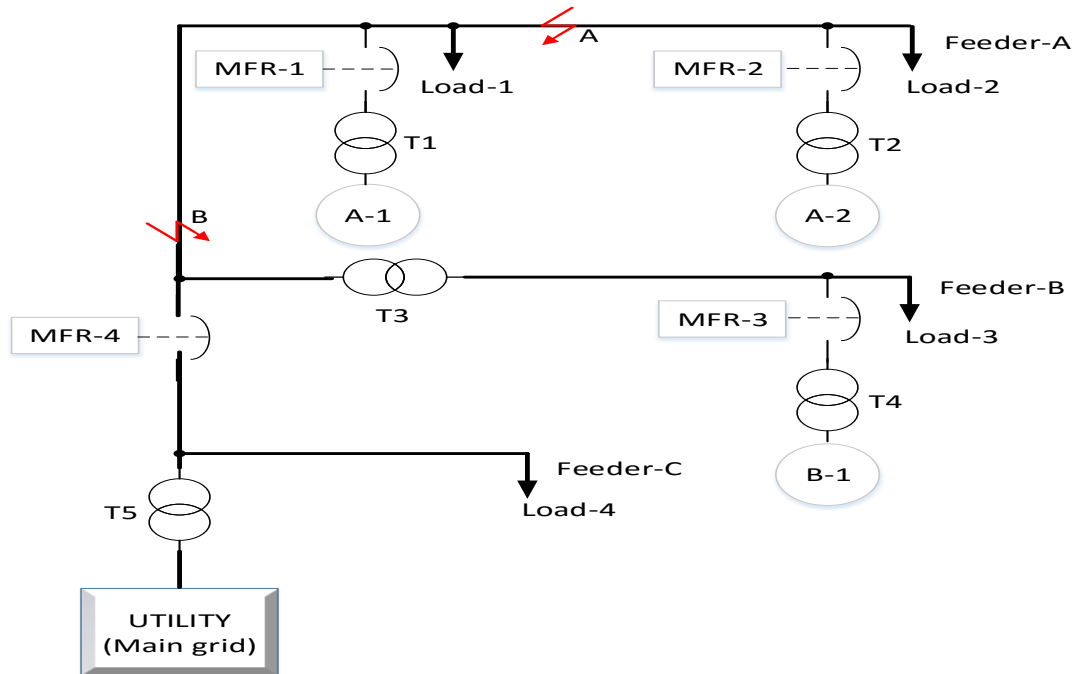 A
Feeder-A
MFR-1
MFR-2
Load-1
Load-2
T1
T2
A-1
A-2
B
Feeder-B
T3
MFR-3
MFR-4
Load-3
T4
Feeder-C
B-1
T5
Load-4
UTILITY
(Main grid)